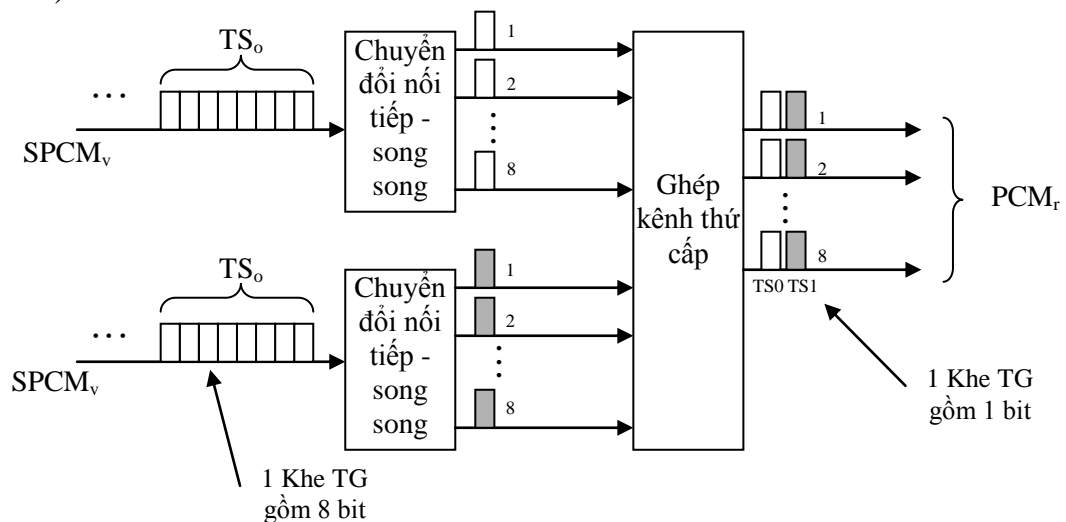 )
TSₒ
...
SPCMᵥ
Chuyển
đổi nối
tiếp -
song
song
1
2
...
8
Ghép
kênh thứ
cấp
1
2
...
8
TS0 TS1
PCMᵣ
TSₒ
...
SPCMᵥ
Chuyển
đổi nối
tiếp -
song
song
1
2
...
8
1 Khe TG
gồm 1 bit
1 Khe TG
gồm 8 bit